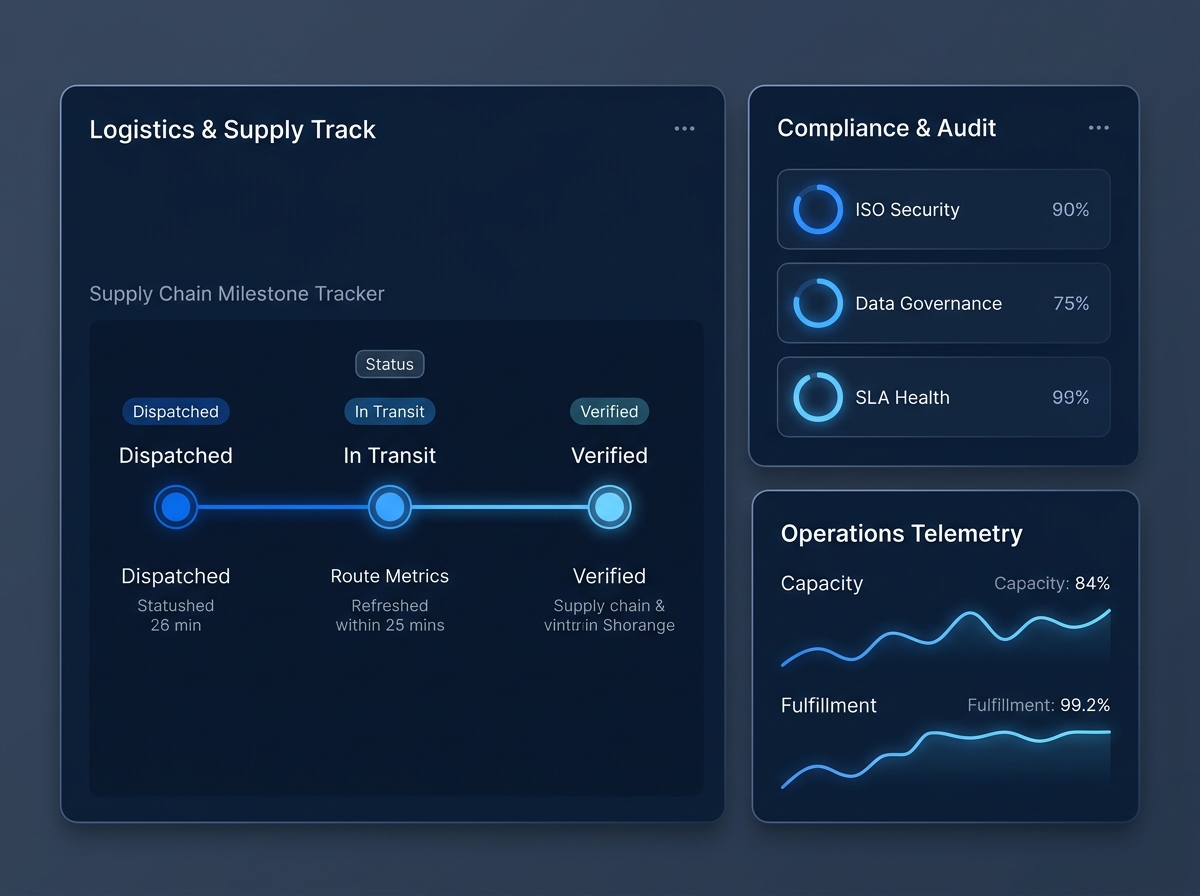 Logistics & Supply Track
Supply Chain Milestone Tracker
Status
Dispatched
In Transit
Verified
Dispatched
In Transit
Verified
Dispatched
Route Metrics
Verified
Statushed
26 min
Refreshed
within 25 mins
Supply chain &
Shorange
Compliance & Audit
ISO Security 90%
Data Governance 75%
SLA Health 99%
Operations Telemetry
Capacity Capacity: 84%
Fulfillment Fulfillment: 99.2%